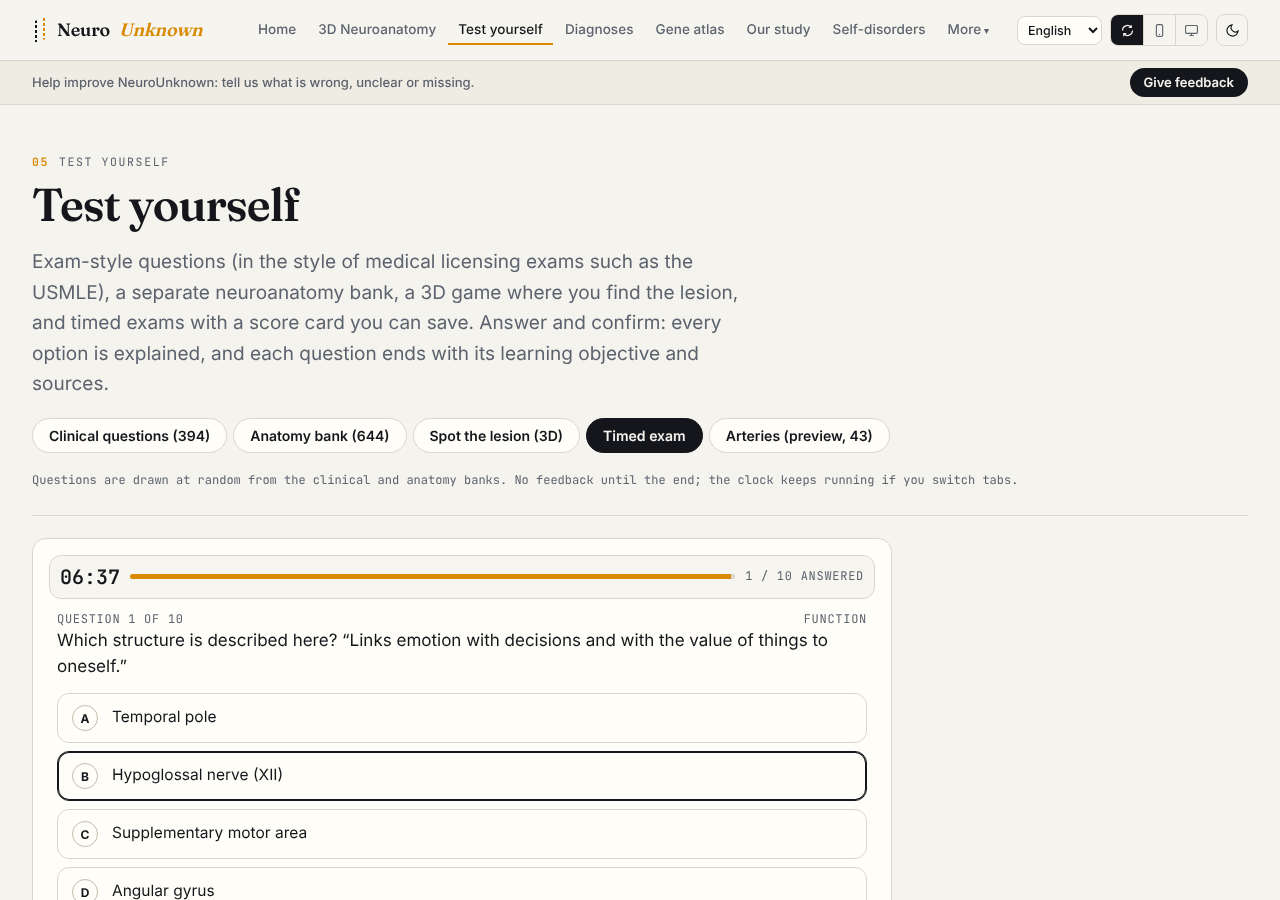 Neuro Unknown
Home
3D Neuroanatomy
Test yourself
Diagnoses
Gene atlas
Our study
Self-disorders
More ▾
English
Help improve NeuroUnknown: tell us what is wrong, unclear or missing.
Give feedback
05 TEST YOURSELF
Test yourself
Exam-style questions (in the style of medical licensing exams such as the
USMLE), a separate neuroanatomy bank, a 3D game where you find the lesion,
and timed exams with a score card you can save. Answer and confirm: every
option is explained, and each question ends with its learning objective and
sources.
Clinical questions (394)
Anatomy bank (644)
Spot the lesion (3D)
Timed exam
Arteries (preview, 43)
Questions are drawn at random from the clinical and anatomy banks. No feedback until the end; the clock keeps running if you switch tabs.
06:37
1 / 10 ANSWERED
QUESTION 1 OF 10
FUNCTION
Which structure is described here? “Links emotion with decisions and with the value of things to
oneself.”
A Temporal pole
B Hypoglossal nerve (XII)
C Supplementary motor area
D Angular gyrus